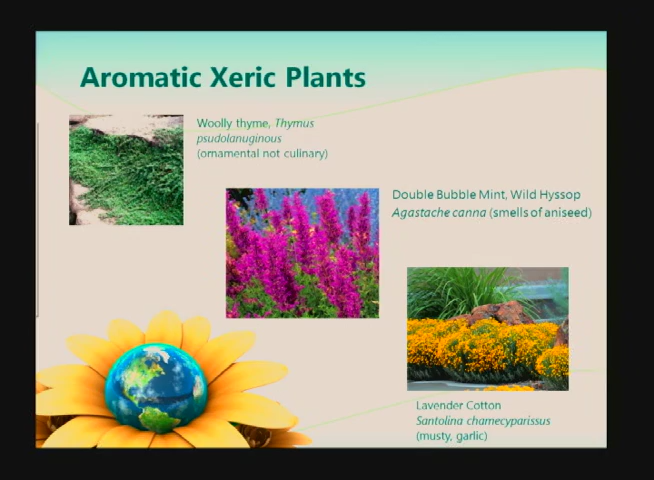 Aromatic Xeric Plants
Woolly thyme, Thymus
psudolanuginous
(ornamental not culinary)
Double Bubble Mint, Wild Hyssop
Agastache canna (smells of aniseed)
Lavender Cotton
Santolina chamecyparissus
(musty, garlic)